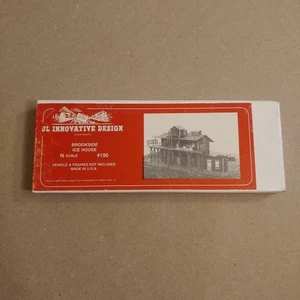 JL INNOVATIVE DESIGN
BROOKSIDE
ICE HOUSE
N SCALE #190
VEHICLE & FIGURES NOT INCLUDED
MADE IN U.S.A.